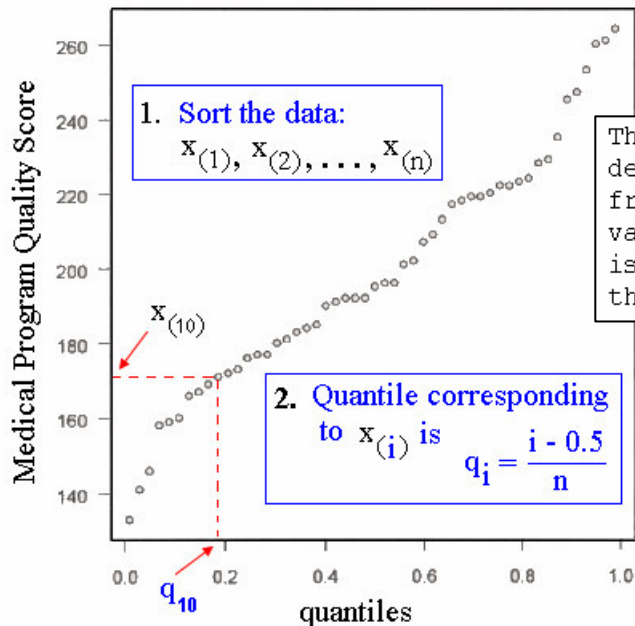 260
240
220
200
180
160
140
Medical Program Quality Score
1. Sort the data:
x(1), x(2), . . . , x(n)
Th
de
fr
va
is
th
x(10)
2. Quantile corresponding
to x(i) is
qi = i - 0.5
n
0.0 0.2 0.4 0.6 0.8 1.0
q10
quantiles